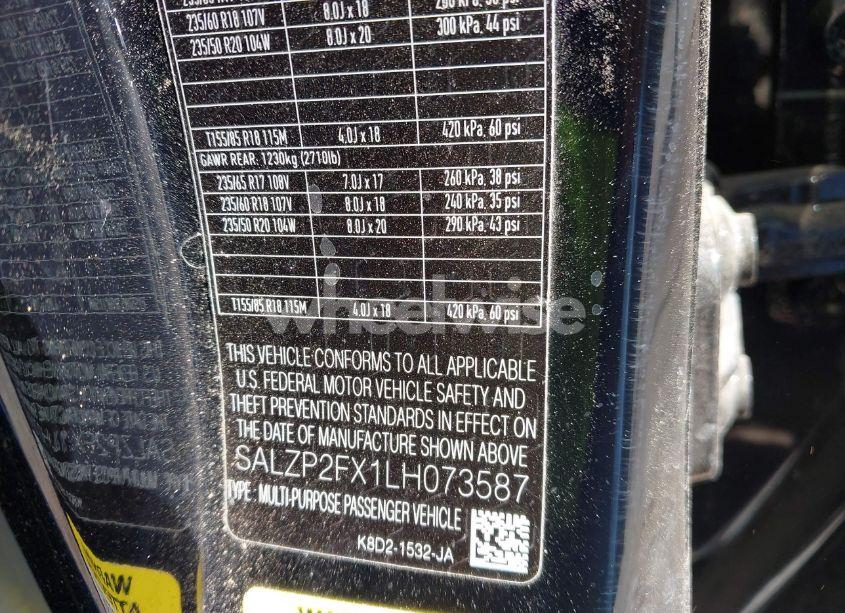 235/60 R18 107V 8.0J x 18
235/50 R20 104W 8.0J x 20 300 kPa, 44 psi
T155/85 R18 115M 4.0J x 18 420 kPa, 60 psi
GAWR REAR: 1230kg (2710lb)
235/65 R17 108V 7.0J x 17 260 kPa, 38 psi
235/60 R18 107V 8.0J x 18 240 kPa, 35 psi
235/50 R20 104W 8.0J x 20 290 kPa, 43 psi
T155/85 R18 115M 4.0J x 18 420 kPa, 60 psi
wheelwise
THIS VEHICLE CONFORMS TO ALL APPLICABLE
U.S. FEDERAL MOTOR VEHICLE SAFETY AND
THEFT PREVENTION STANDARDS IN EFFECT ON
THE DATE OF MANUFACTURE SHOWN ABOVE
SALZP2FX1LH073587
TYPE : MULTI-PURPOSE PASSENGER VEHICLE
K8D2-1532-JA